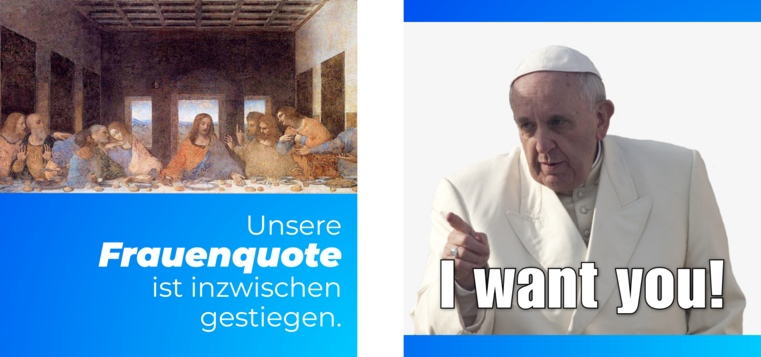 Unsere
Frauenquote
ist inzwischen
gestiegen.
I want you!